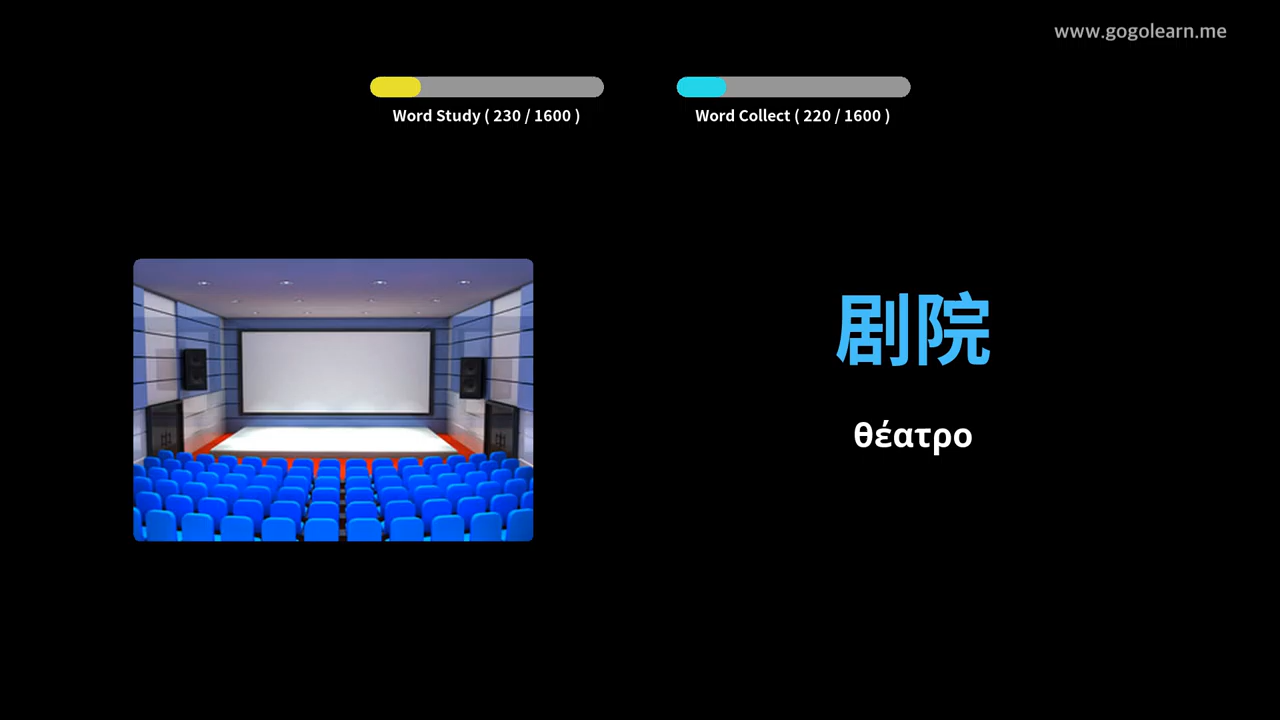 www.gogolearn.me
Word Study ( 230 / 1600 )
Word Collect ( 220 / 1600 )
剧院
θέατρο